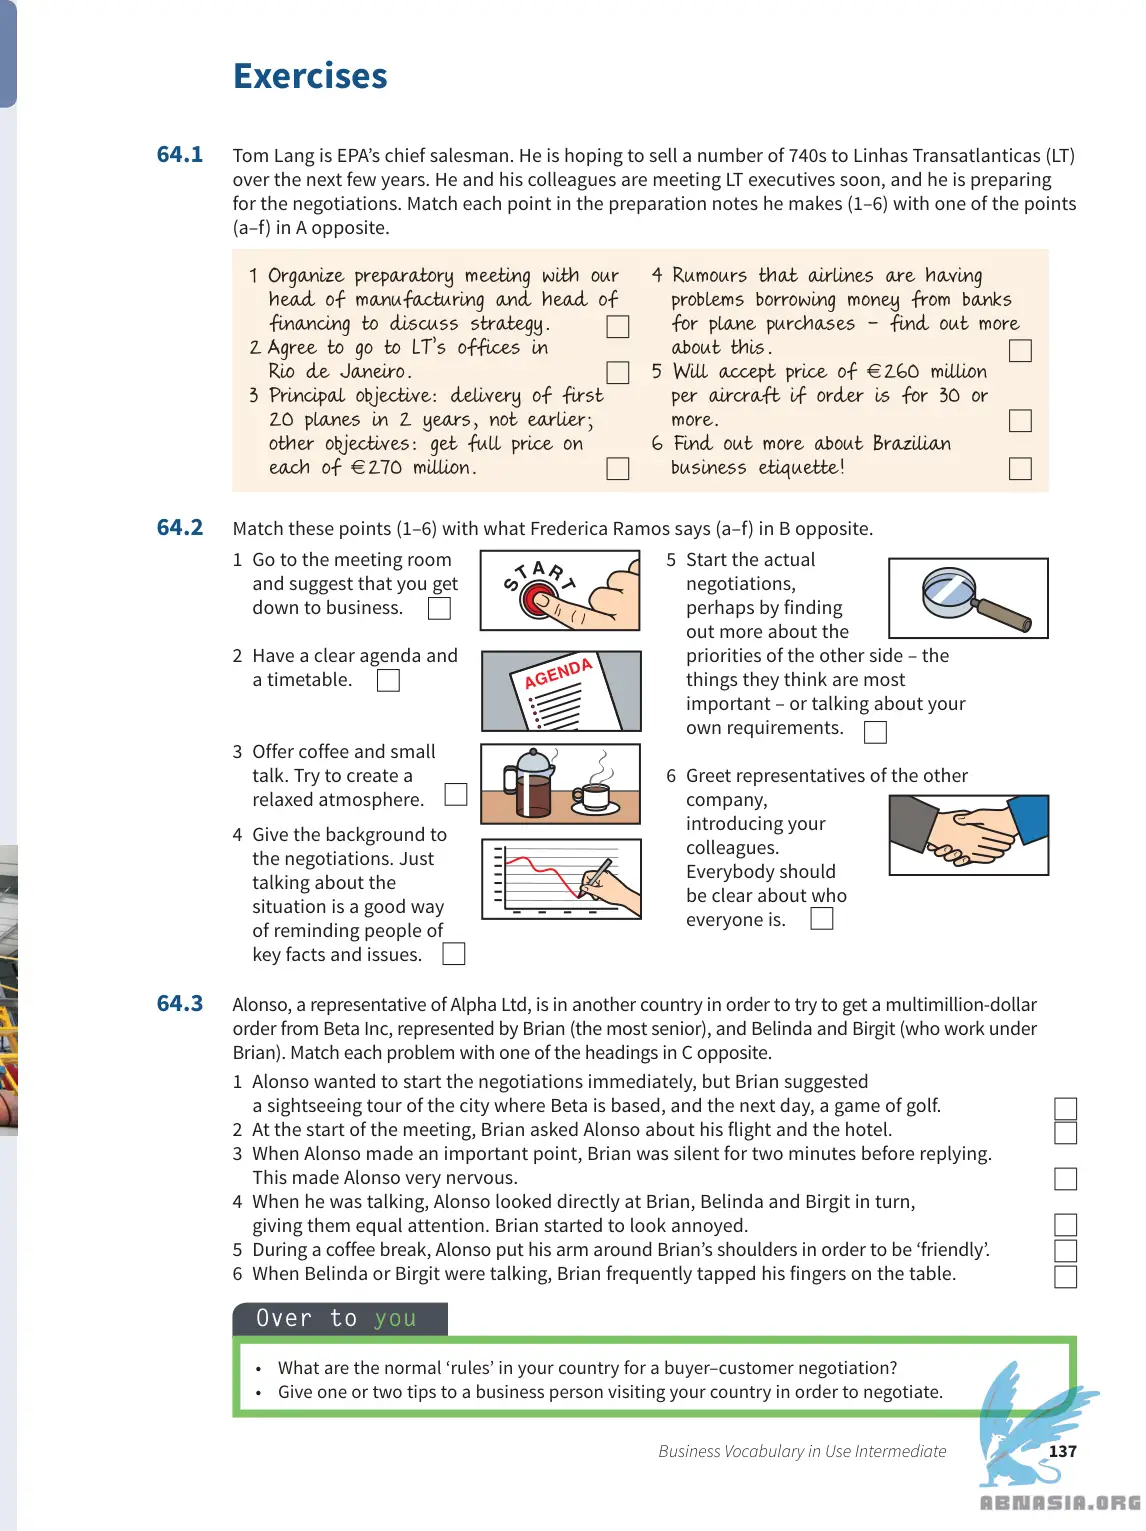 Exercises
64.1 Tom Lang is EPA’s chief salesman. He is hoping to sell a number of 740s to Linhas Transatlanticas (LT)
over the next few years. He and his colleagues are meeting LT executives soon, and he is preparing
for the negotiations. Match each point in the preparation notes he makes (1–6) with one of the points
(a–f) in A opposite.
1 Organize preparatory meeting with our
head of manufacturing and head of
financing to discuss strategy.
2 Agree to go to LT’s offices in
Rio de Janeiro.
3 Principal objective: delivery of first
20 planes in 2 years, not earlier;
other objectives: get full price on
each of €270 million.
4 Rumours that airlines are having
problems borrowing money from banks
for plane purchases – find out more
about this.
5 Will accept price of €260 million
per aircraft if order is for 30 or
more.
6 Find out more about Brazilian
business etiquette!
64.2 Match these points (1–6) with what Frederica Ramos says (a–f) in B opposite.
1 Go to the meeting room
and suggest that you get
down to business.
START
2 Have a clear agenda and
a timetable.
AGENDA
3 Offer coffee and small
talk. Try to create a
relaxed atmosphere.
4 Give the background to
the negotiations. Just
talking about the
situation is a good way
of reminding people of
key facts and issues.
5 Start the actual
negotiations,
perhaps by finding
out more about the
priorities of the other side – the
things they think are most
important – or talking about your
own requirements.
6 Greet representatives of the other
company,
introducing your
colleagues.
Everybody should
be clear about who
everyone is.
64.3 Alonso, a representative of Alpha Ltd, is in another country in order to try to get a multimillion-dollar
order from Beta Inc, represented by Brian (the most senior), and Belinda and Birgit (who work under
Brian). Match each problem with one of the headings in C opposite.
1 Alonso wanted to start the negotiations immediately, but Brian suggested
a sightseeing tour of the city where Beta is based, and the next day, a game of golf.
2 At the start of the meeting, Brian asked Alonso about his flight and the hotel.
3 When Alonso made an important point, Brian was silent for two minutes before replying.
This made Alonso very nervous.
4 When he was talking, Alonso looked directly at Brian, Belinda and Birgit in turn,
giving them equal attention. Brian started to look annoyed.
5 During a coffee break, Alonso put his arm around Brian’s shoulders in order to be ‘friendly’.
6 When Belinda or Birgit were talking, Brian frequently tapped his fingers on the table.
Over to you
• What are the normal ‘rules’ in your country for a buyer–customer negotiation?
• Give one or two tips to a business person visiting your country in order to negotiate.
Business Vocabulary in Use Intermediate 137
ABNASIA.ORG